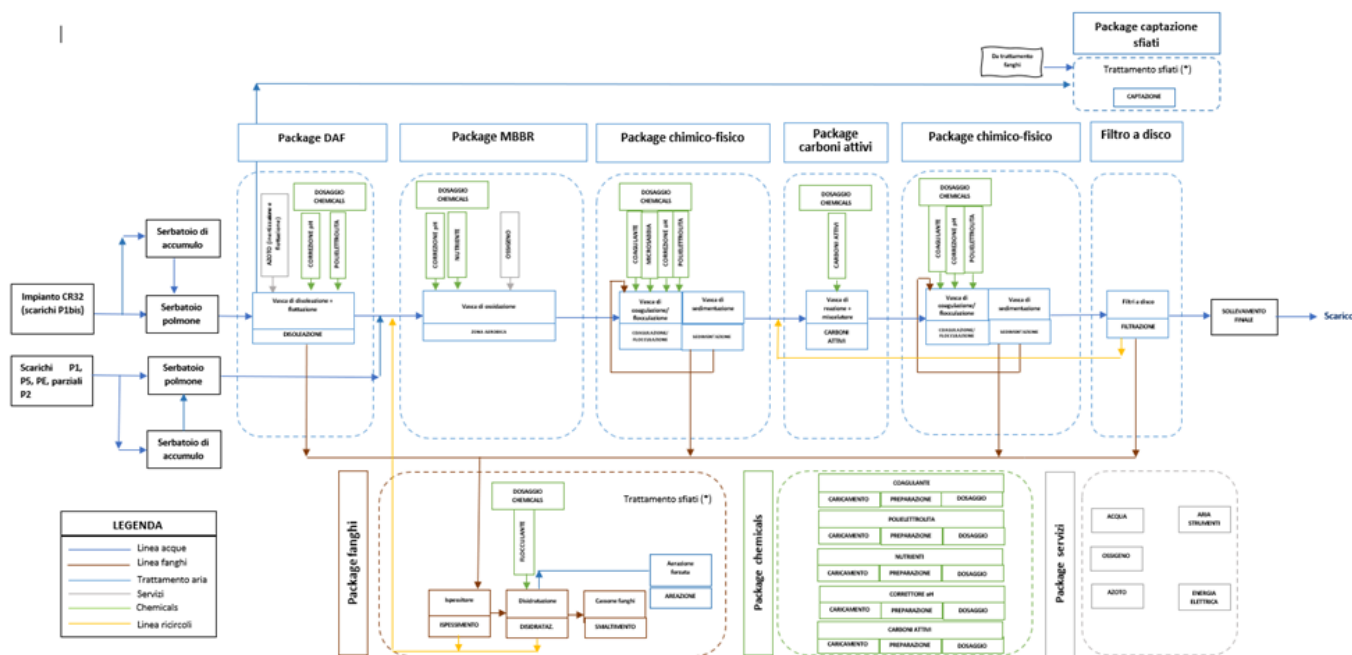 Package captazione
sfiati
Da trattamento
fanghi
Trattamento sfiati (*)
CAPTAZIONE
Package DAF
Package MBBR
Package chimico-fisico
Package
carboni attivi
Package chimico-fisico
Filtro a disco
DOSAGGIO
CHEMICALS
CORREZIONE pH
POLIELETTROLITA
DOSAGGIO
CHEMICALS
CORREZIONE pH
NUTRIENTE
OSSIGENO
DOSAGGIO
CHEMICALS
COAGULANTE
MICROSABBIA
CORREZIONE pH
POLIELETTROLITA
DOSAGGIO
CHEMICALS
CARBONI ATTIVI
DOSAGGIO
CHEMICALS
COAGULANTE
CORREZIONE pH
POLIELETTROLITA
Serbatoio di
accumulo
Impianto CR32
(scarichi P1bis)
Serbatoio
polmone
Vasca di disoleazione +
flottazione
DISOLEAZIONE
Vasca di ossidazione
ZONA AEROBICA
Vasca di
coagulazione/
flocculazione
COAGULAZIONE/
FLOCCULAZIONE
Vasca di
sedimentazione
SEDIMENTAZIONE
Vasca di
reazione +
miscelatore
CARBONI
ATTIVI
Vasca di
coagulazione/
flocculazione
COAGULAZIONE/
FLOCCULAZIONE
Vasca di
sedimentazione
SEDIMENTAZIONE
Filtri a disco
FILTRAZIONE
SOLLEVAMENTO
FINALE
Scarico
Scarichi P1,
P5, PE, parziali
P2
Serbatoio
polmone
Serbatoio di
accumulo
LEGENDA
Linea acque
Linea fanghi
Trattamento aria
Servizi
Chemicals
Linea ricircoli
Package fanghi
DOSAGGIO
CHEMICALS
FLOCCULANTE
Trattamento sfiati (*)
Aerazione
forzata
AREAZIONE
Ispessitore
ISPESSIMENTO
Disidratazione
DISIDRATAZ.
Cassone fanghi
SMALTIMENTO
Package chemicals
COAGULANTE
CARICAMENTO PREPARAZIONE DOSAGGIO
POLIELETTROLITA
CARICAMENTO PREPARAZIONE DOSAGGIO
NUTRIENTI
CARICAMENTO PREPARAZIONE DOSAGGIO
CORRETTORE pH
CARICAMENTO PREPARAZIONE DOSAGGIO
CARBONI ATTIVI
CARICAMENTO PREPARAZIONE DOSAGGIO
Package servizi
ACQUA
ARIA
STRUMENTI
OSSIGENO
AZOTO
ENERGIA
ELETTRICA